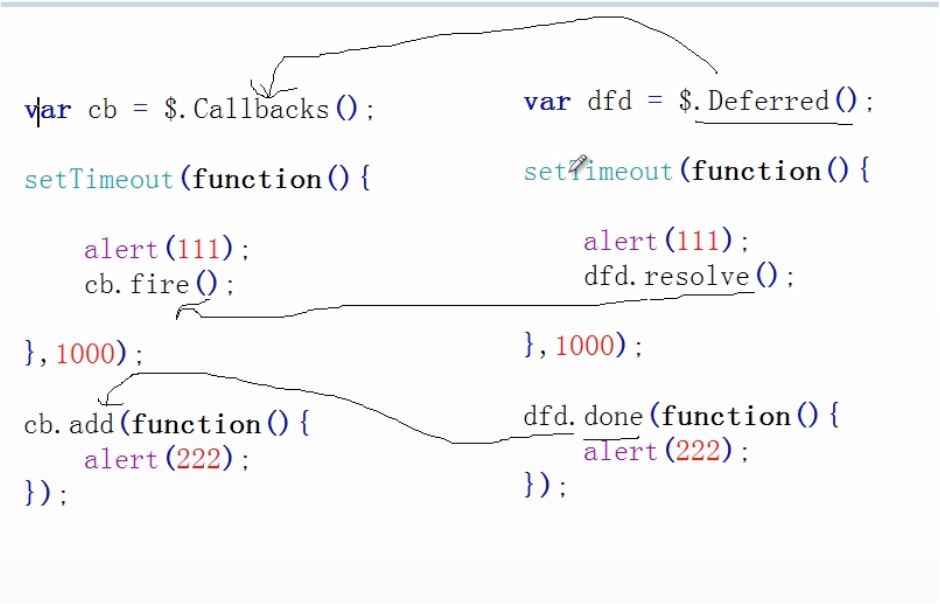 var cb = $.Callbacks();
setTimeout(function(){
alert(111);
cb.fire();
},1000);
cb.add(function(){
alert(222);
});
var dfd = $.Deferred();
setTimeout(function(){
alert(111);
dfd.resolve();
},1000);
dfd.done(function(){
alert(222);
});